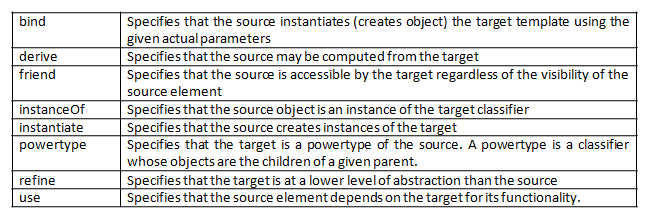 bind Specifies that the source instantiates (creates object) the target template using the
given actual parameters
derive Specifies that the source may be computed from the target
friend Specifies that the source is accessible by the target regardless of the visibility of the
source element
instanceOf Specifies that the source object is an instance of the target classifier
instantiate Specifies that the source creates instances of the target
powertype Specifies that the target is a powertype of the source. A powertype is a classifier
whose objects are the children of a given parent.
refine Specifies that the target is at a lower level of abstraction than the source
use Specifies that the source element depends on the target for its functionality.